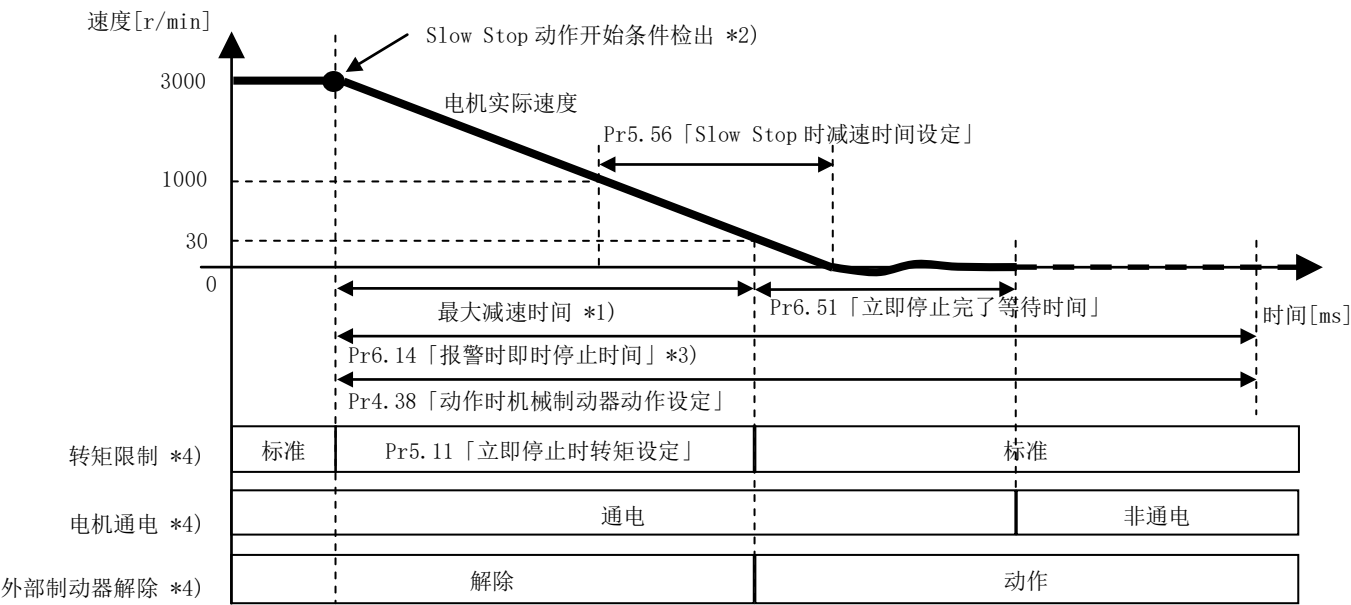 速度[r/min]
Slow Stop 动作开始条件检出 *2)
3000
电机实际速度
Pr5.56「Slow Stop 时减速时间设定」
1000
30
0
最大减速时间 *1)
Pr6.51「立即停止完了等待时间」
时间[ms]
Pr6.14「报警时即时停止时间」*3)
Pr4.38「动作时机械制动器动作设定」
转矩限制 *4)
标准
Pr5.11「立即停止时转矩设定」
标准
电机通电 *4)
通电
非通电
外部制动器解除 *4)
解除
动作